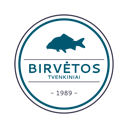 BIRVĖTOS
TVENKINIAI
- 1989 -